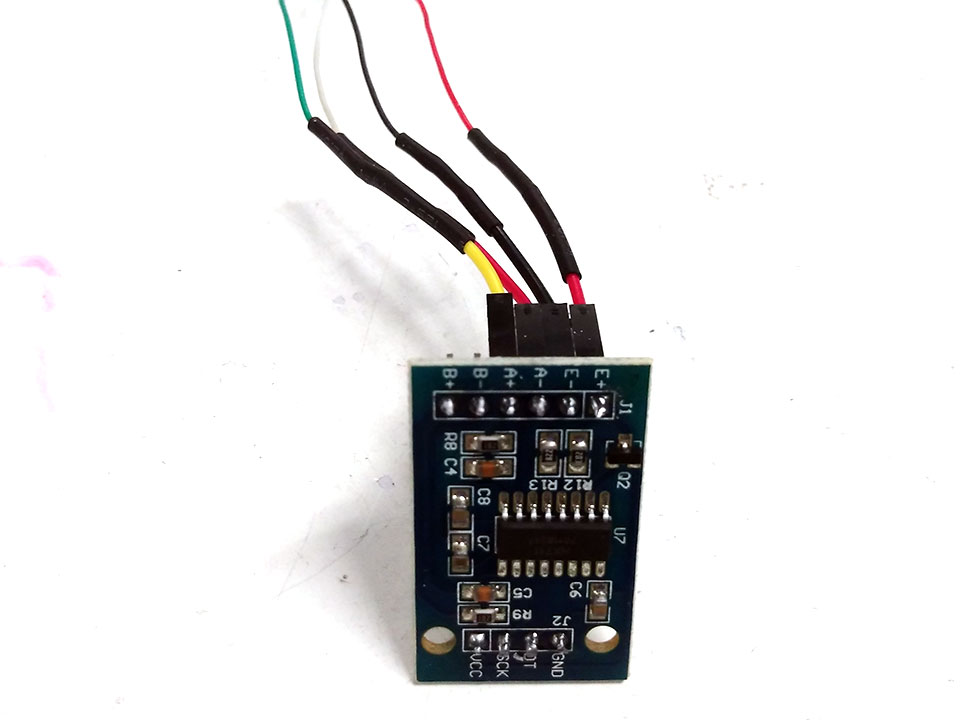 B+ B- A+ A- E- E+
J1
R8
C4
R13 R12
Q2
C8
C7
U7
C5
R9
C6
J2
VCC SCK DT GND